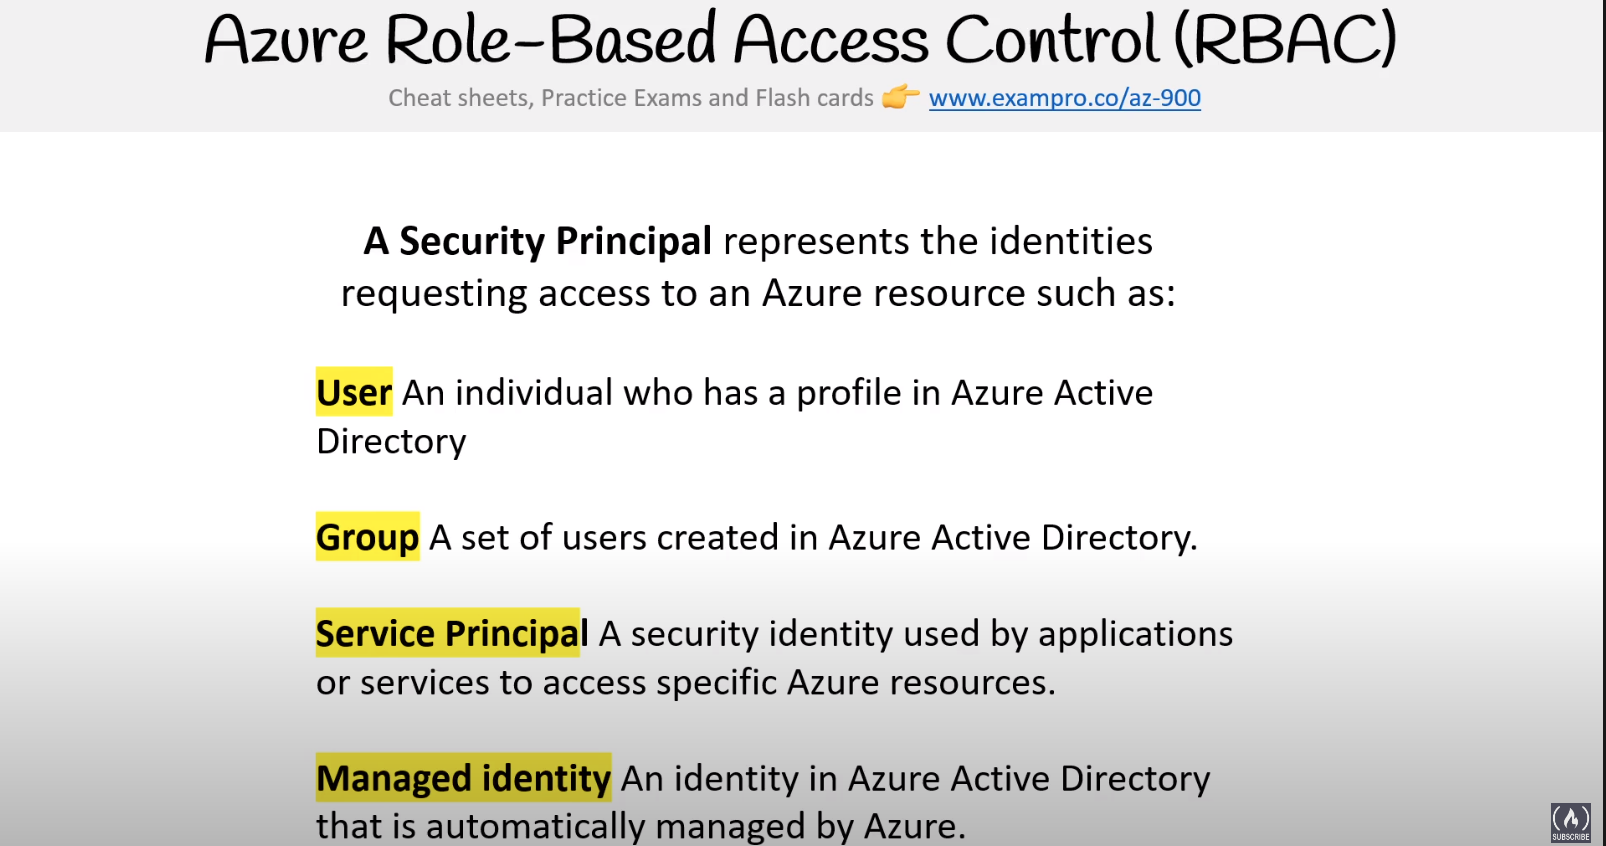 Azure Role-Based Access Control (RBAC)
Cheat sheets, Practice Exams and Flash cards 👉 www.exampro.co/az-900
A Security Principal represents the identities
requesting access to an Azure resource such as:
User An individual who has a profile in Azure Active
Directory
Group A set of users created in Azure Active Directory.
Service Principal A security identity used by applications
or services to access specific Azure resources.
Managed identity An identity in Azure Active Directory
that is automatically managed by Azure.
SUBSCRIBE